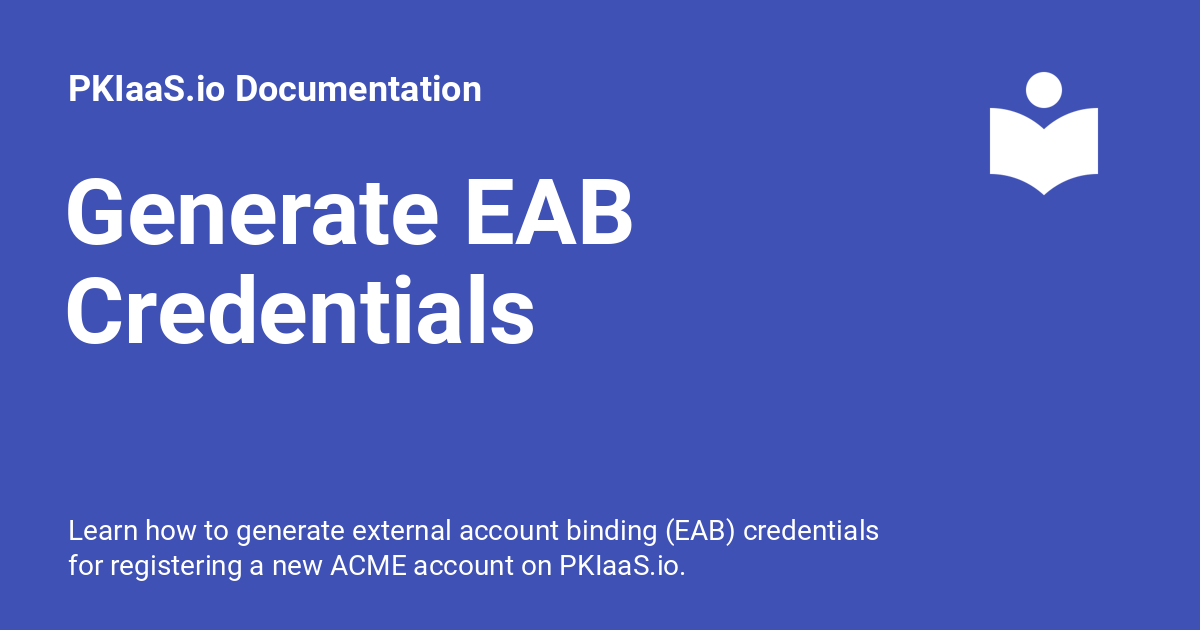 PKIaaS.io Documentation
Generate EAB
Credentials
Learn how to generate external account binding (EAB) credentials
for registering a new ACME account on PKIaaS.io.